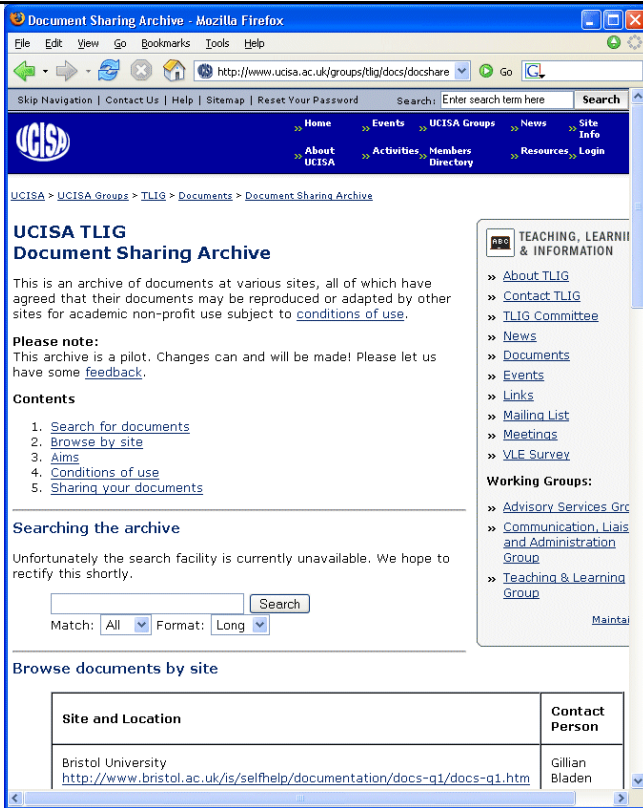 Document Sharing Archive - Mozilla Firefox
File Edit View Go Bookmarks Tools Help
http://www.ucisa.ac.uk/groups/tlig/docs/docshare Go
Skip Navigation | Contact Us | Help | Sitemap | Reset Your Password Search: Enter search term here Search
UCISA
» Home » Events » UCISA Groups » News » Site Info
» About UCISA » Activities » Members Directory » Resources » Login
UCISA > UCISA Groups > TLIG > Documents > Document Sharing Archive
UCISA TLIG
Document Sharing Archive
This is an archive of documents at various sites, all of which have
agreed that their documents may be reproduced or adapted by other
sites for academic non-profit use subject to conditions of use.
Please note:
This archive is a pilot. Changes can and will be made! Please let us
have some feedback.
Contents
1. Search for documents
2. Browse by site
3. Aims
4. Conditions of use
5. Sharing your documents
Searching the archive
Unfortunately the search facility is currently unavailable. We hope to
rectify this shortly.
Search
Match: All Format: Long
Browse documents by site
Site and Location
Contact
Person
Bristol University
http://www.bristol.ac.uk/is/selfhelp/documentation/docs-q1/docs-q1.htm
Gillian
Bladen
ABC
TEACHING, LEARNI
& INFORMATION
» About TLIG
» Contact TLIG
» TLIG Committee
» News
» Documents
» Events
» Links
» Mailing List
» Meetings
» VLE Survey
Working Groups:
» Advisory Services Gro
» Communication, Liais
and Administration
Group
» Teaching & Learning
Group
Maintai